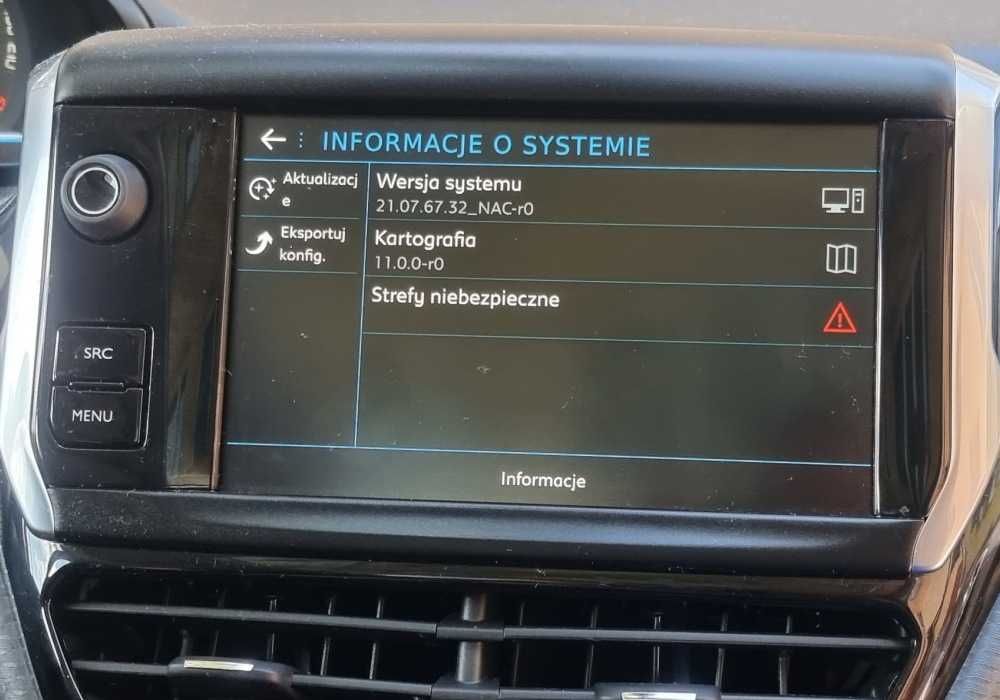 INFORMACJE O SYSTEMIE
Aktualizacj
e
Eksportuj
konfig.
Wersja systemu
21.07.67.32_NAC-r0
Kartografia
11.0.0-r0
Strefy niebezpieczne
SRC
MENU
Informacje